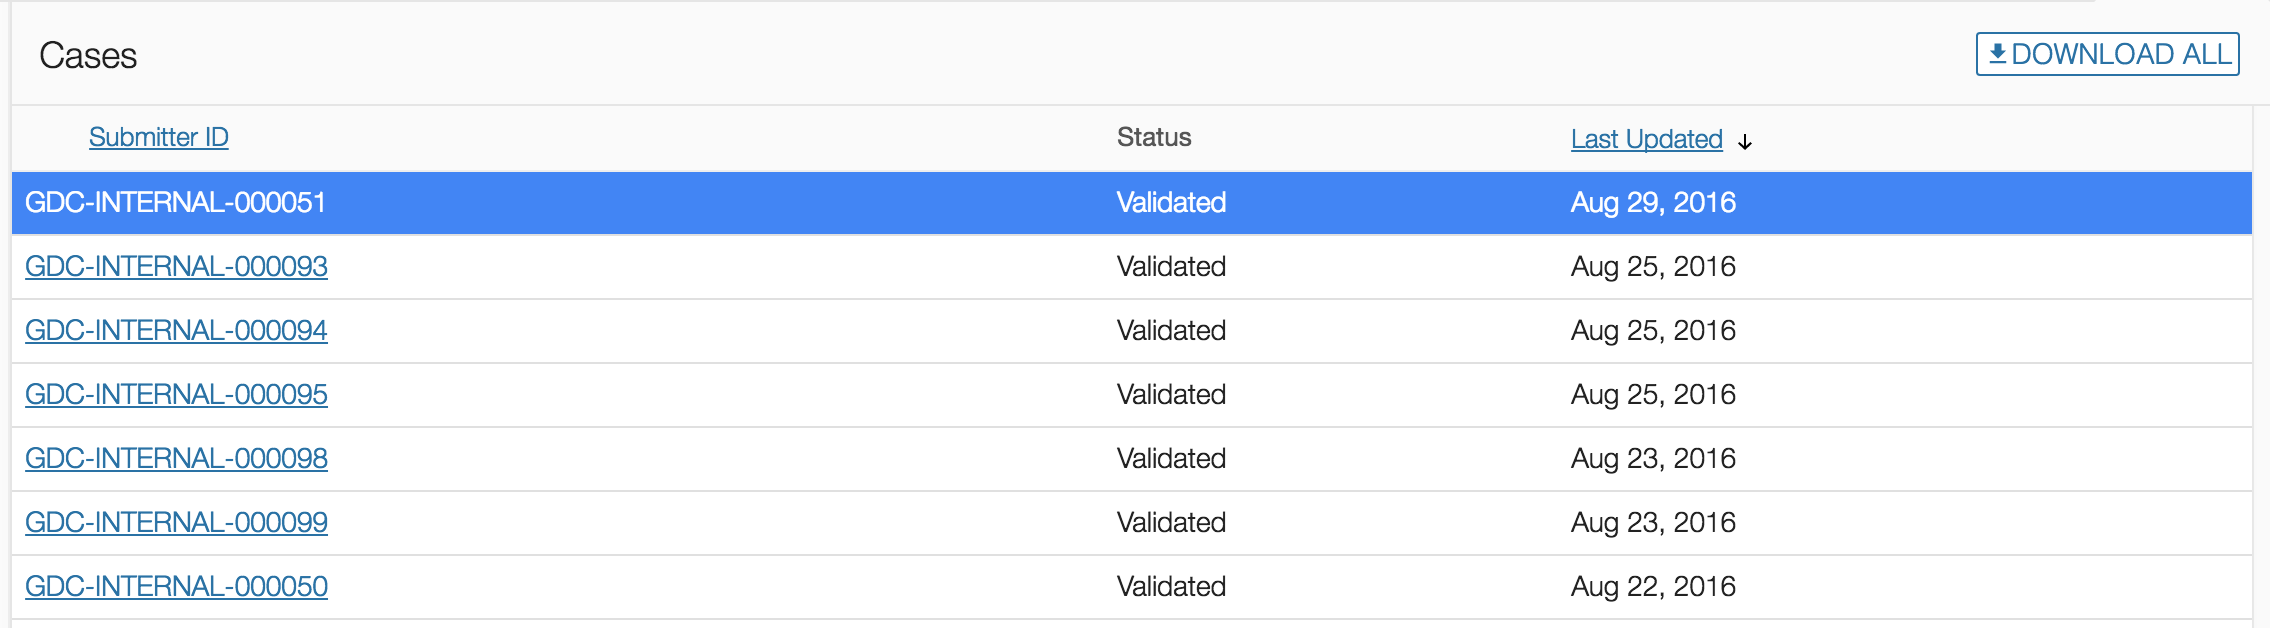 Cases
DOWNLOAD ALL
Submitter ID Status Last Updated ↓
GDC-INTERNAL-000051 Validated Aug 29, 2016
GDC-INTERNAL-000093 Validated Aug 25, 2016
GDC-INTERNAL-000094 Validated Aug 25, 2016
GDC-INTERNAL-000095 Validated Aug 25, 2016
GDC-INTERNAL-000098 Validated Aug 23, 2016
GDC-INTERNAL-000099 Validated Aug 23, 2016
GDC-INTERNAL-000050 Validated Aug 22, 2016